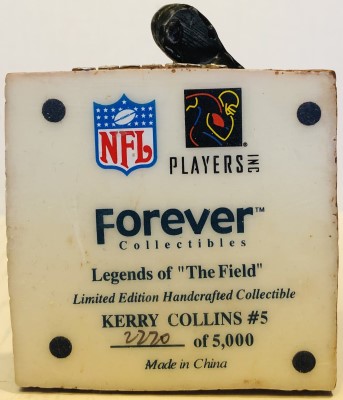 NFL
PLAYERS INC
Forever™
Collectibles
Legends of "The Field"
Limited Edition Handcrafted Collectible
KERRY COLLINS #5
2220 of 5,000
Made in China